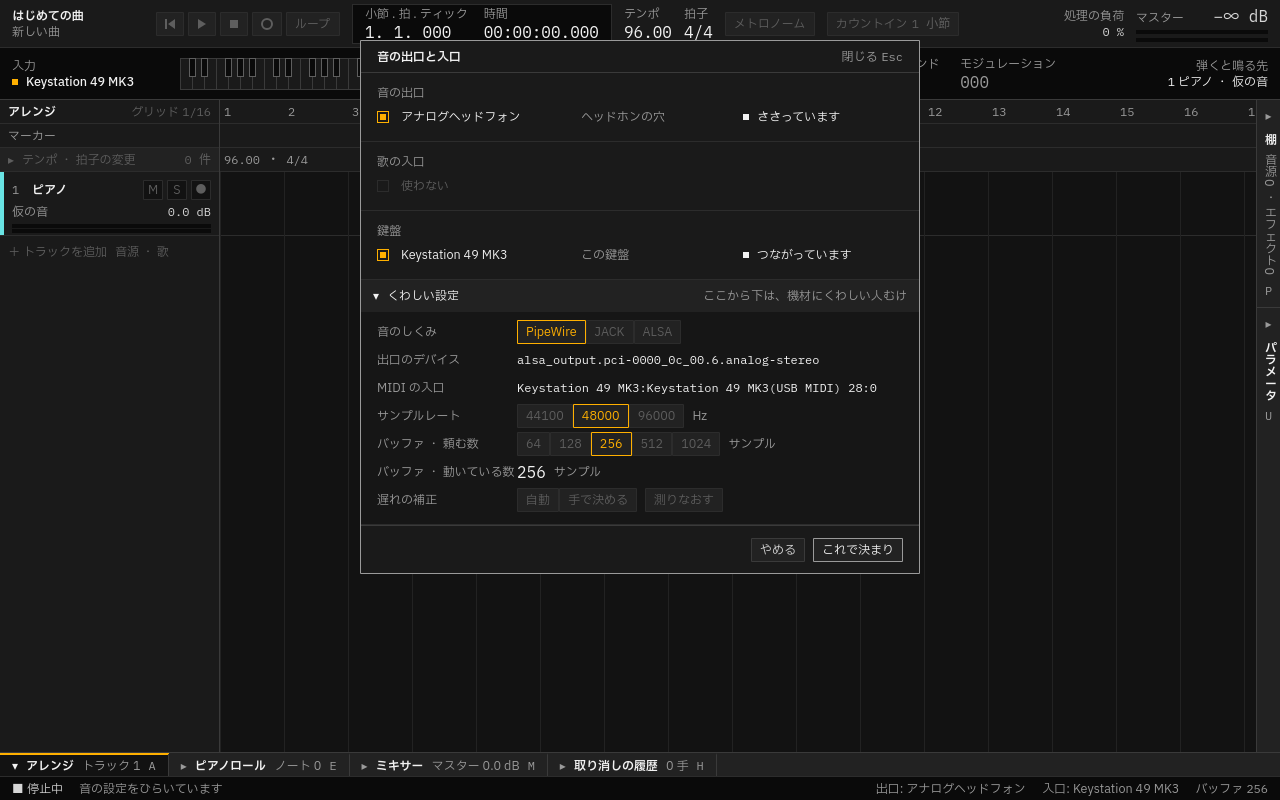 はじめての曲
新しい曲
ループ
小節 . 拍 . ティック 時間
1. 1. 000 00:00:00.000
テンポ 拍子
96.00 4/4
メトロノーム
カウントイン 1 小節
処理の負荷 マスター -∞ dB
0 %
入力
Keystation 49 MK3
ンド モジュレーション
000
弾くと鳴る先
1 ピアノ ・ 仮の音
アレンジ グリッド 1/16
1 2 3 12 13 14 15 16 1
マーカー
▸ テンポ ・ 拍子の変更 0 件 96.00 ・ 4/4
1 ピアノ M S
仮の音 0.0 dB
＋ トラックを追加 音源 ・ 歌
音の出口と入口 閉じる Esc
音の出口
アナログヘッドフォン ヘッドホンの穴 ささっています
歌の入口
使わない
鍵盤
Keystation 49 MK3 この鍵盤 つながっています
▾ くわしい設定 ここから下は、機材にくわしい人むけ
音のしくみ PipeWire JACK ALSA
出口のデバイス alsa_output.pci-0000_0c_00.6.analog-stereo
MIDI の入口 Keystation 49 MK3:Keystation 49 MK3(USB MIDI) 28:0
サンプルレート 44100 48000 96000 Hz
バッファ ・ 頼む数 64 128 256 512 1024 サンプル
バッファ ・ 動いている数 256 サンプル
遅れの補正 自動 手で決める 測りなおす
やめる これで決まり
▸ 棚 音源 0 ・ エフェクト 0 P
▸ パラメータ U
▾ アレンジ トラック 1 A
▸ ピアノロール ノート 0 E
▸ ミキサー マスター 0.0 dB M
▸ 取り消しの履歴 0 手 H
■ 停止中 音の設定をひらいています
出口: アナログヘッドフォン 入口: Keystation 49 MK3 バッファ 256